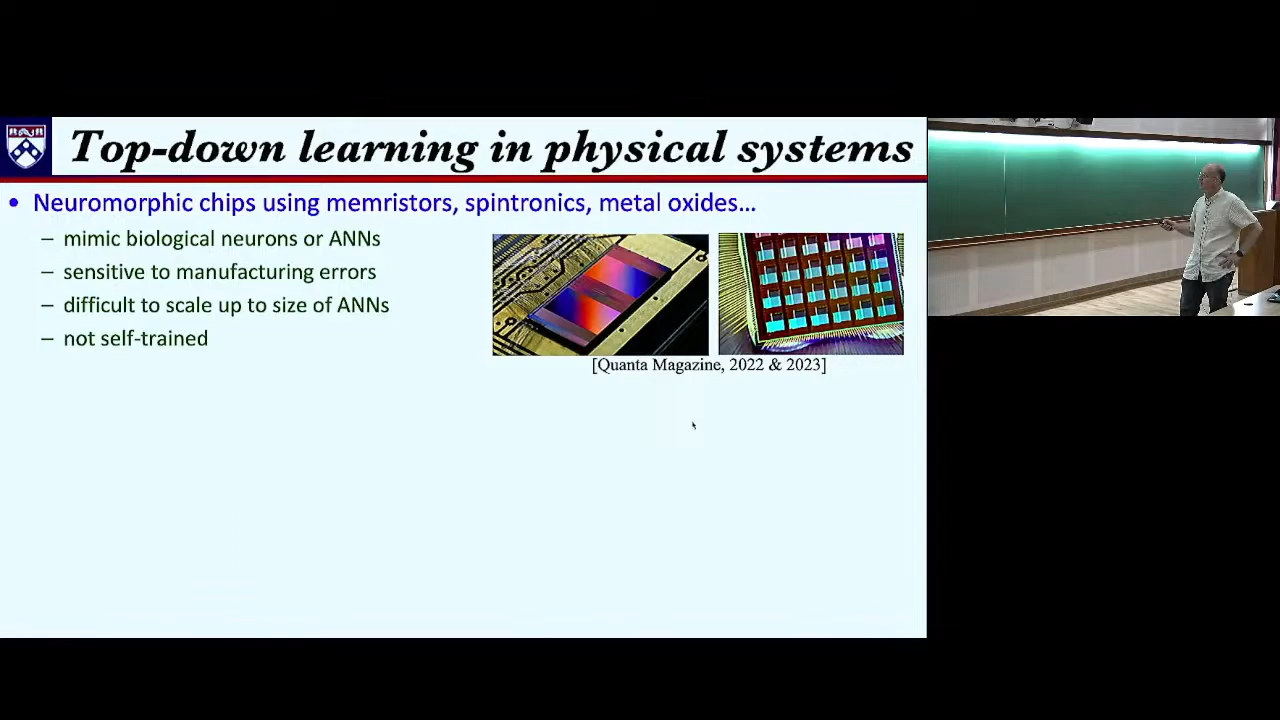 Top-down learning in physical systems
• Neuromorphic chips using memristors, spintronics, metal oxides…
– mimic biological neurons or ANNs
– sensitive to manufacturing errors
– difficult to scale up to size of ANNs
– not self-trained
[Quanta Magazine, 2022 & 2023]